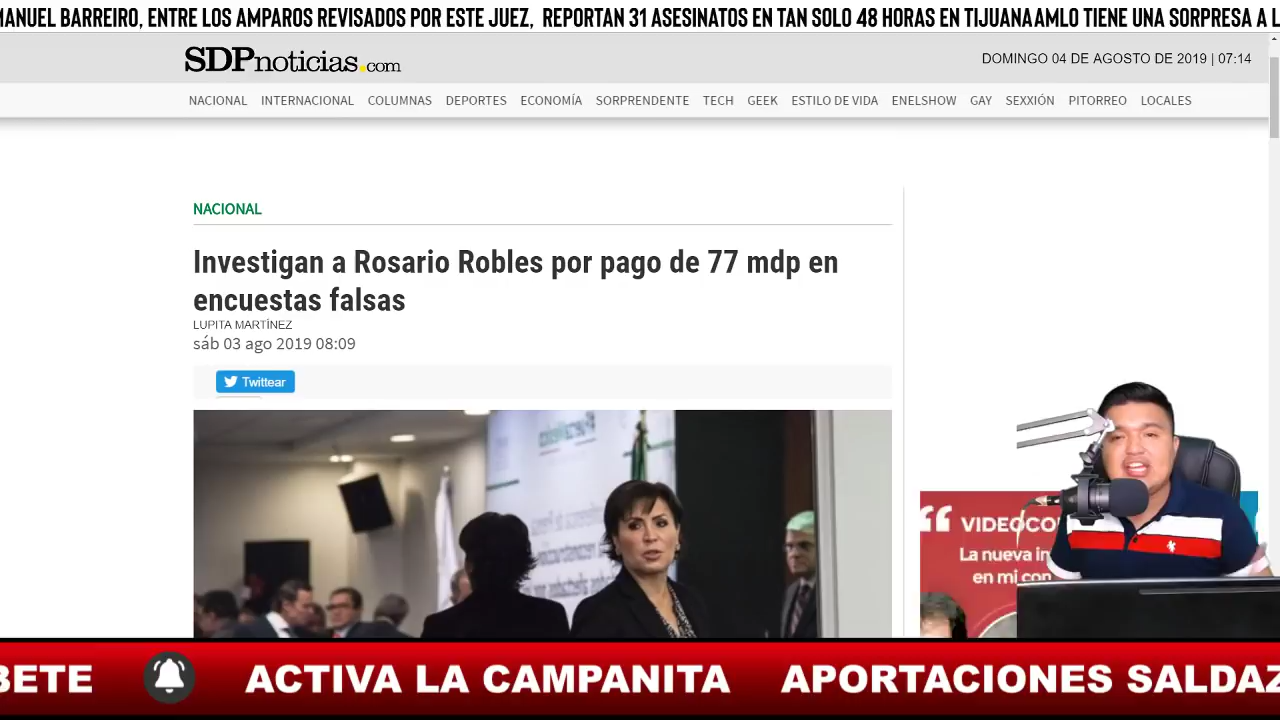 MANUEL BARREIRO, ENTRE LOS AMPAROS REVISADOS POR ESTE JUEZ, REPORTAN 31 ASESINATOS EN TAN SOLO 48 HORAS EN TIJUANAAMLO TIENE UNA SORPRESA A L
SDPnoticias.com
DOMINGO 04 DE AGOSTO DE 2019 | 07:14
NACIONAL INTERNACIONAL COLUMNAS DEPORTES ECONOMÍA SORPRENDENTE TECH GEEK ESTILO DE VIDA ENELSHOW GAY SEXXIÓN PITORREO LOCALES
NACIONAL
Investigan a Rosario Robles por pago de 77 mdp en
encuestas falsas
LUPITA MARTÍNEZ
sáb 03 ago 2019 08:09
Twittear
“ VIDEOCO
La nueva in
en mi con
BETE ACTIVA LA CAMPANITA APORTACIONES SALDAZ